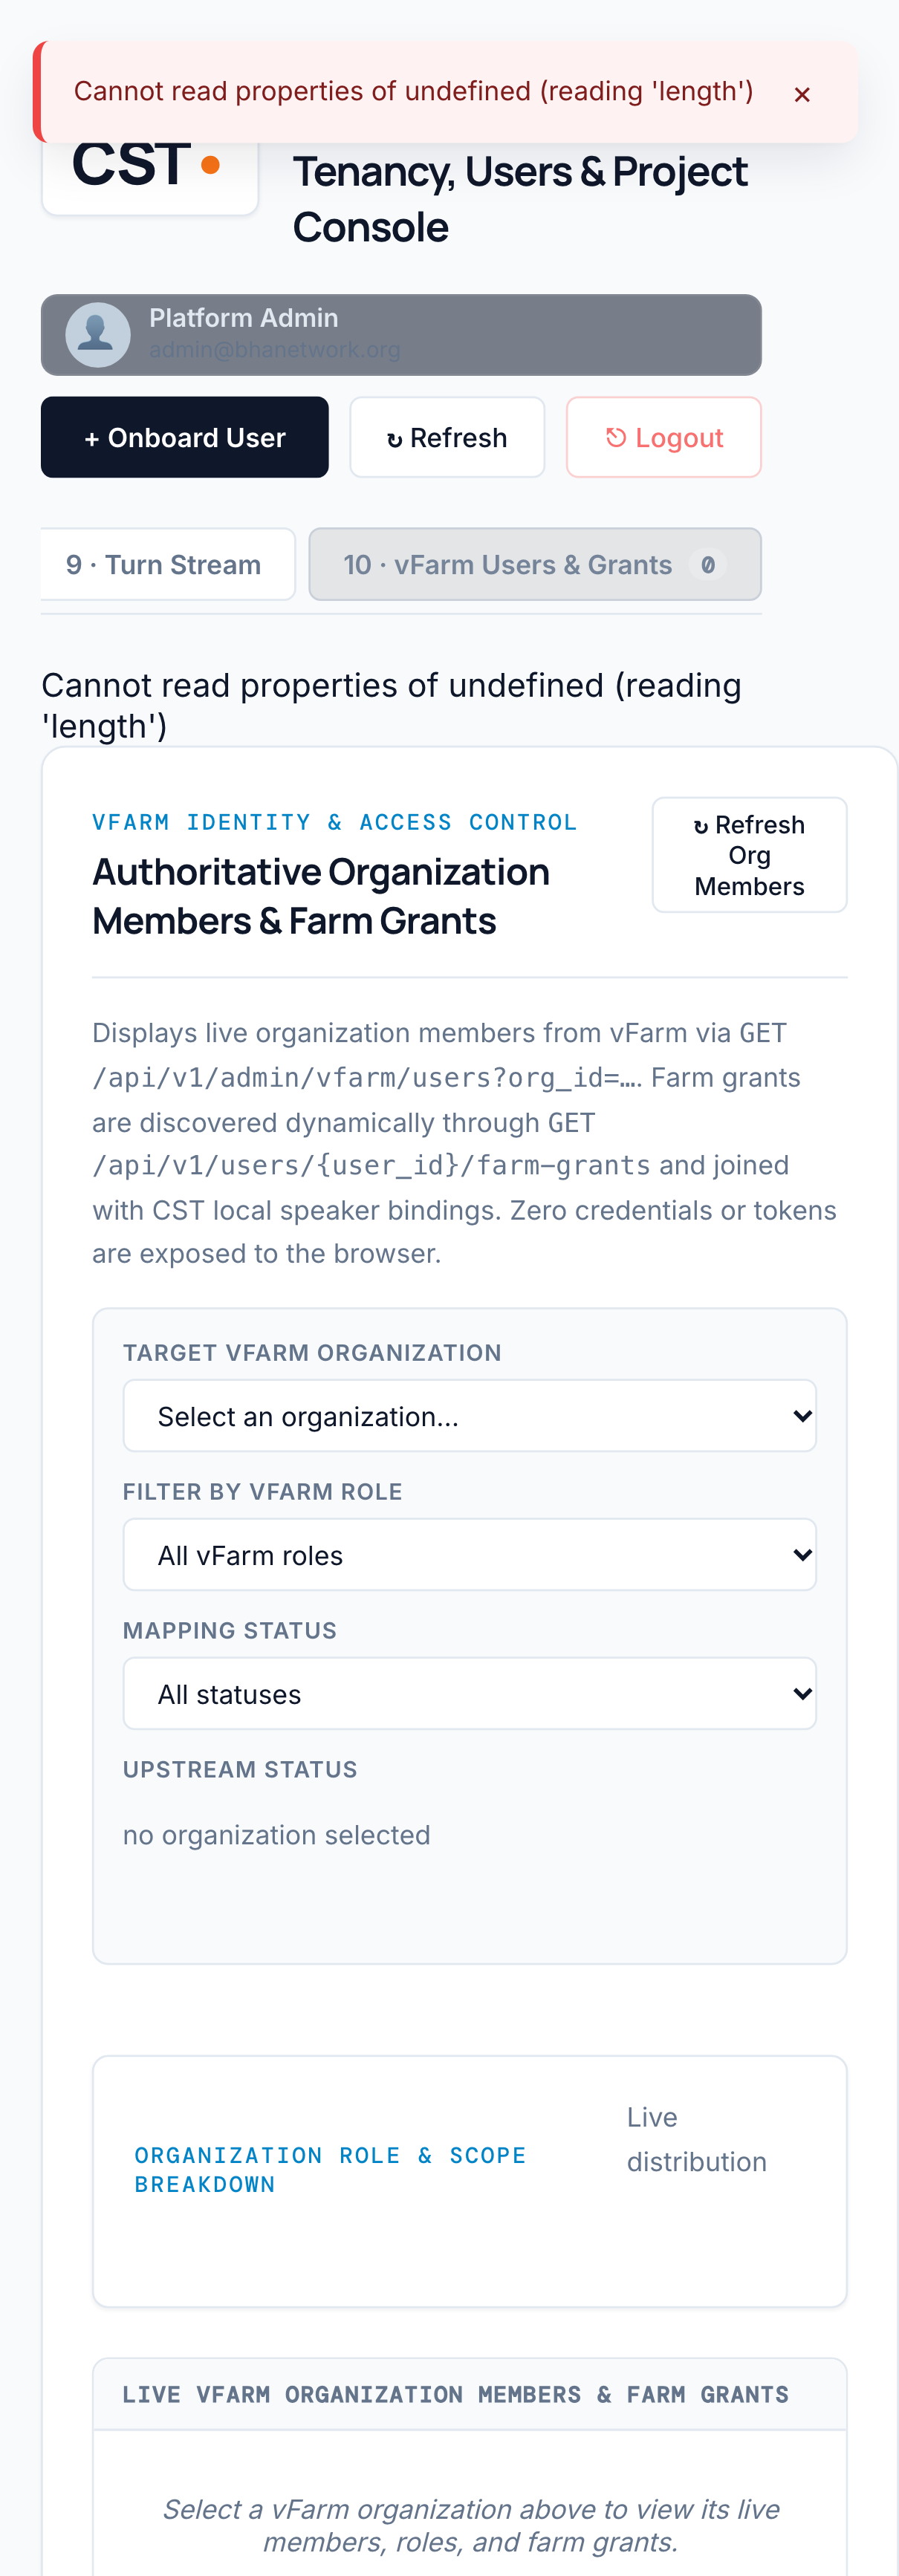 Cannot read properties of undefined (reading 'length') ×
CST
Tenancy, Users & Project
Console
Platform Admin
admin@bhanetwork.org
+ Onboard User
↻ Refresh
⎋ Logout
9 · Turn Stream
10 · vFarm Users & Grants 0
Cannot read properties of undefined (reading
'length')
VFARM IDENTITY & ACCESS CONTROL
Authoritative Organization
Members & Farm Grants
↻ Refresh
Org
Members
Displays live organization members from vFarm via GET
/api/v1/admin/vfarm/users?org_id=…. Farm grants
are discovered dynamically through GET
/api/v1/users/{user_id}/farm-grants and joined
with CST local speaker bindings. Zero credentials or tokens
are exposed to the browser.
TARGET VFARM ORGANIZATION
Select an organization...
FILTER BY VFARM ROLE
All vFarm roles
MAPPING STATUS
All statuses
UPSTREAM STATUS
no organization selected
ORGANIZATION ROLE & SCOPE
BREAKDOWN
Live
distribution
LIVE VFARM ORGANIZATION MEMBERS & FARM GRANTS
Select a vFarm organization above to view its live
members, roles, and farm grants.